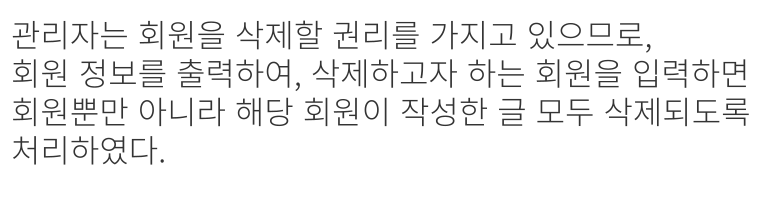 관리자는 회원을 삭제할 권리를 가지고 있으므로,
회원 정보를 출력하여, 삭제하고자 하는 회원을 입력하면
회원뿐만 아니라 해당 회원이 작성한 글 모두 삭제되도록
처리하였다.